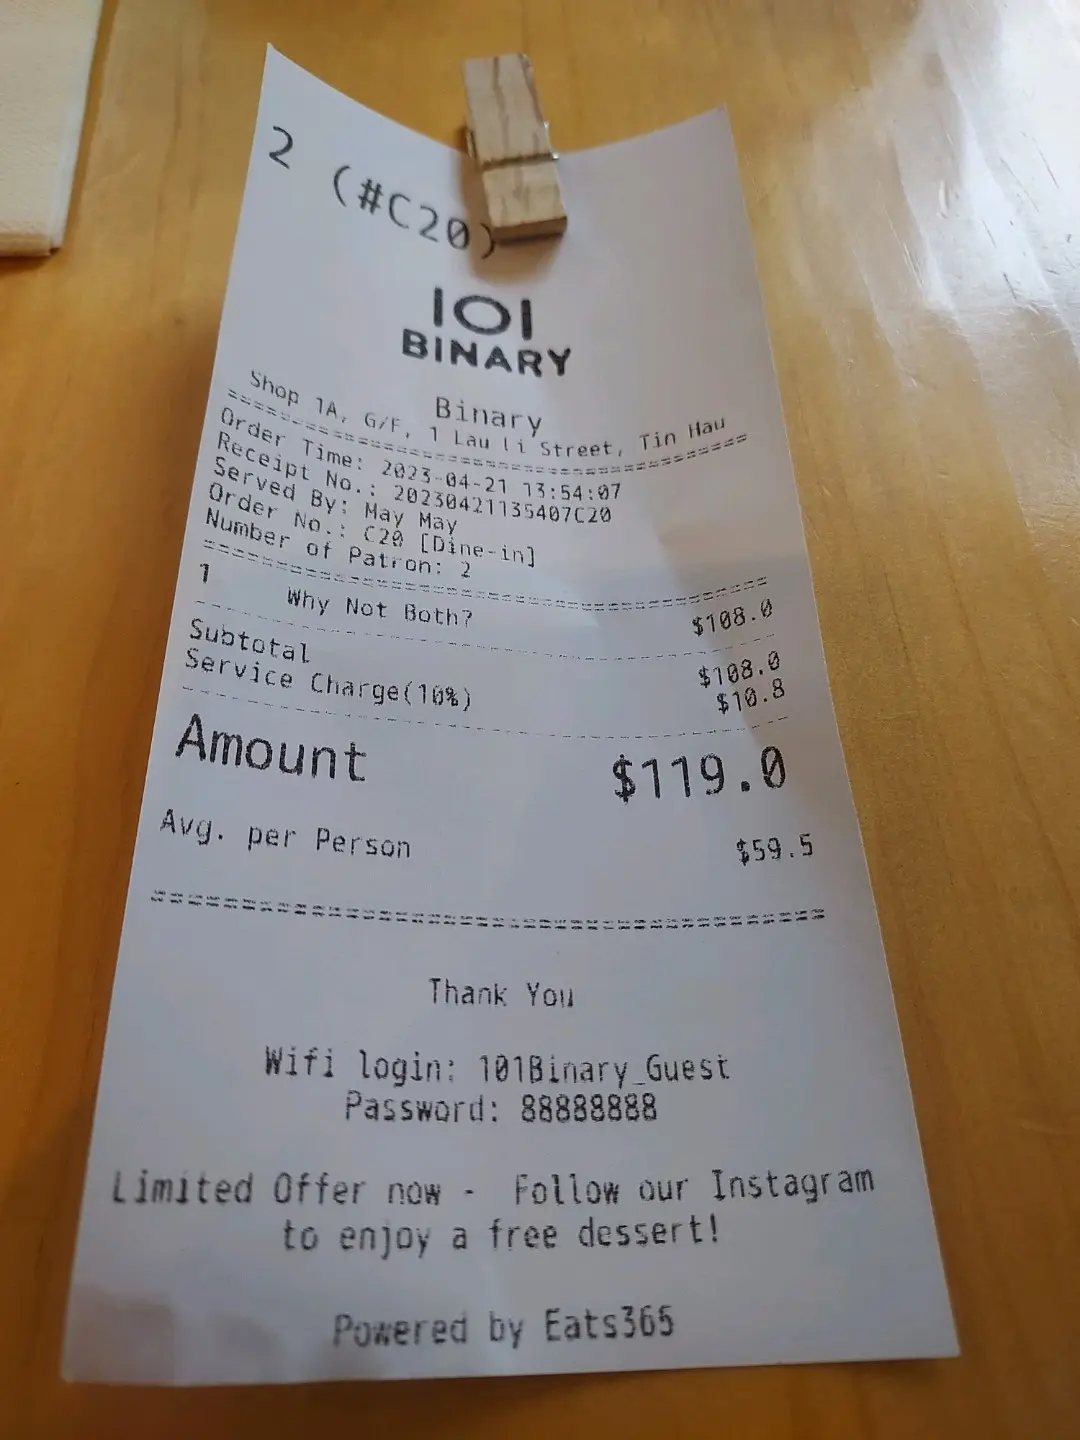 2 (#C20)
101
BINARY
Binary
Shop 1A, G/F, 1 Lau Li Street, Tin Hau
Order Time: 2023-04-21 13:54:07
Receipt No.: 20230421135407C20
Served By: May May
Order No.: C20 [Dine-in]
Number of Patron: 2
1 Why Not Both? $108.0
Subtotal $108.0
Service Charge(10%) $10.8
Amount $119.0
Avg. per Person $59.5
Thank You
Wifi login: 101Binary_Guest
Password: 88888888
Limited Offer now - Follow our Instagram
to enjoy a free dessert!
Powered by Eats365